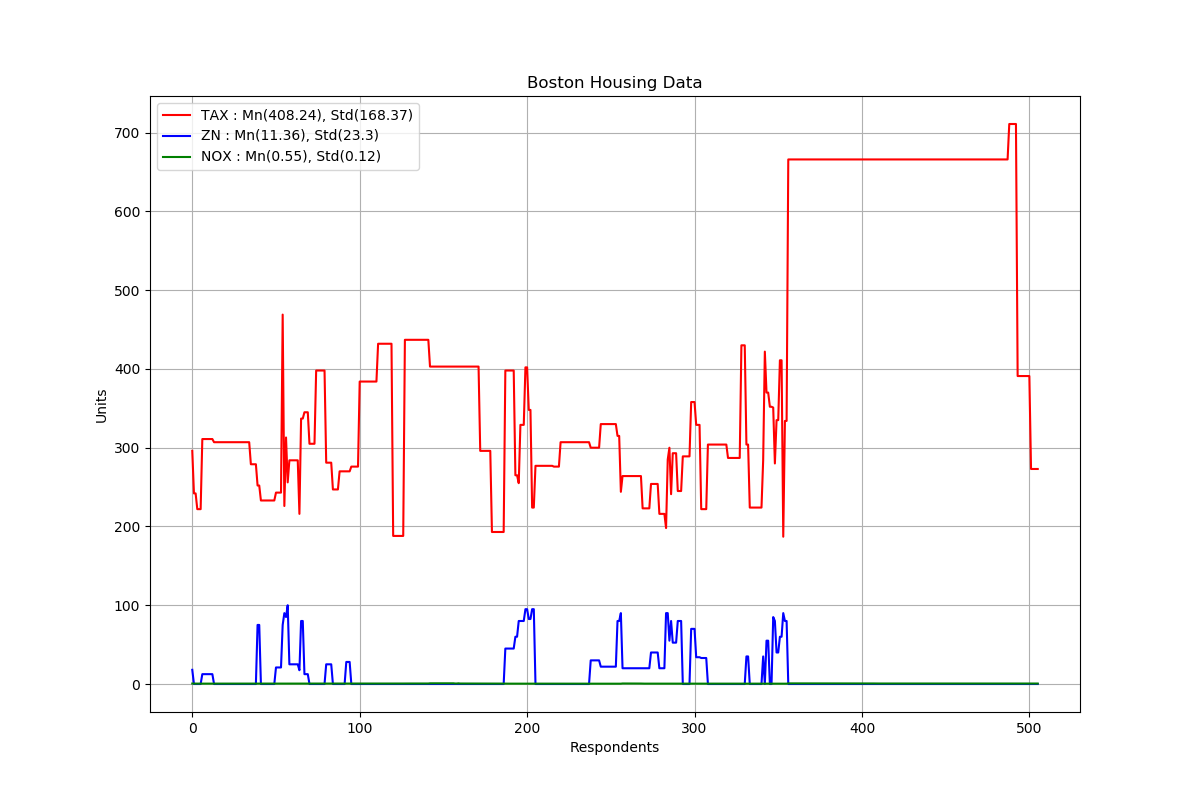 Boston Housing Data
TAX : Mn(408.24), Std(168.37)
ZN : Mn(11.36), Std(23.3)
NOX : Mn(0.55), Std(0.12)
700
600
500
400
300
200
100
0
Units
0 100 200 300 400 500
Respondents